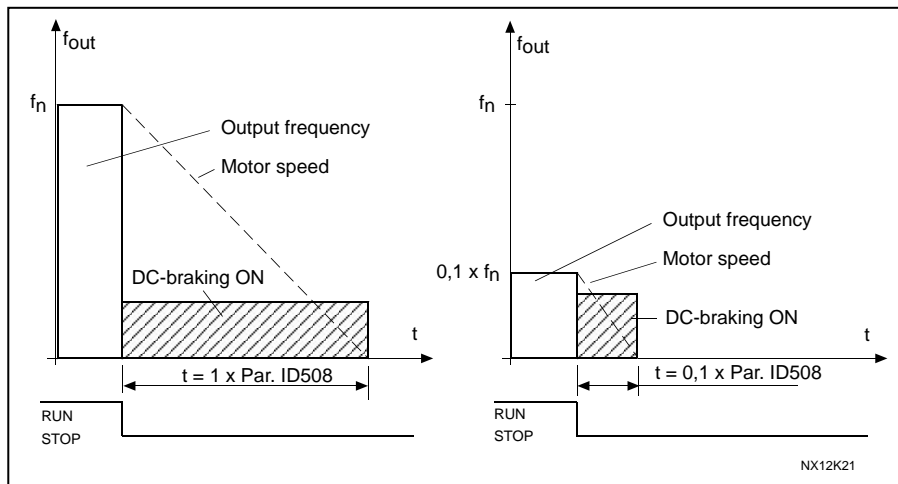 fout
fn
Output frequency
Motor speed
DC-braking ON
t
t = 1 x Par. ID508
RUN
STOP
fout
fn
Output frequency
Motor speed
0,1 x fn
DC-braking ON
t
t = 0,1 x Par. ID508
RUN
STOP
NX12K21